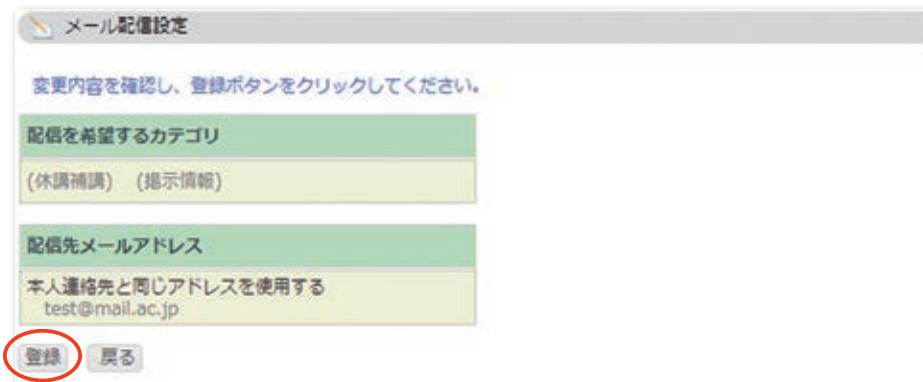 メール配信設定
変更内容を確認し、登録ボタンをクリックしてください。
配信を希望するカテゴリ
(休講補講) (掲示情報)
配信先メールアドレス
本人連絡先と同じアドレスを使用する
test@mail.ac.jp
登録 戻る